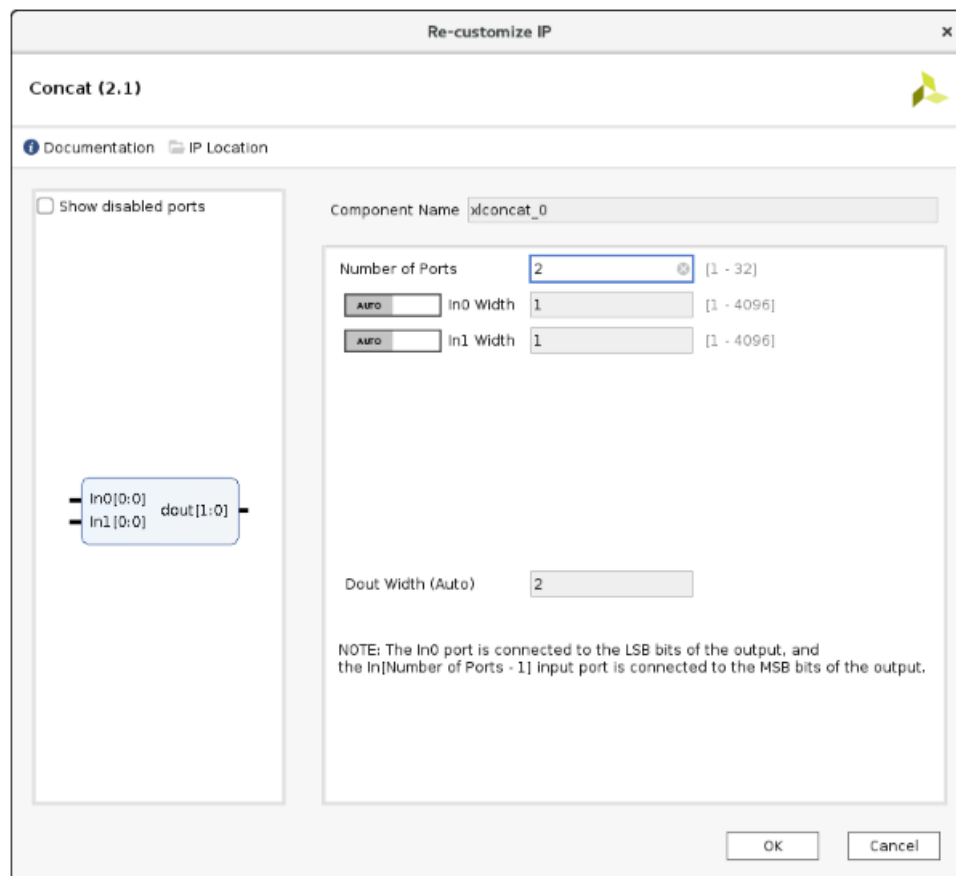 Re-customize IP
Concat (2.1)
Documentation IP Location
Show disabled ports
Component Name xlconcat_0
Number of Ports 2 [1 - 32]
AUTO In0 Width 1 [1 - 4096]
AUTO In1 Width 1 [1 - 4096]
In0[0:0]
In1[0:0]
dout[1:0]
Dout Width (Auto) 2
NOTE: The In0 port is connected to the LSB bits of the output, and
the In[Number of Ports - 1] input port is connected to the MSB bits of the output.
OK Cancel